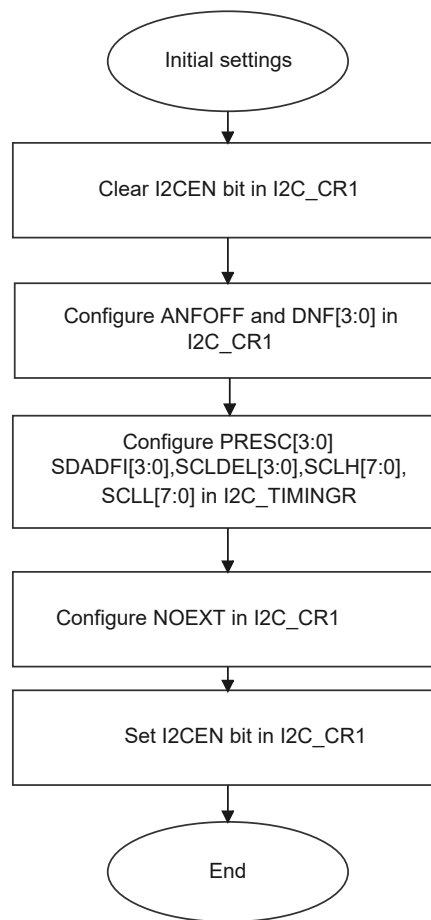 Initial settings
Clear I2CEN bit in I2C_CR1
Configure ANFOFF and DNF[3:0] in
I2C_CR1
Configure PRESC[3:0]
SDADFl[3:0],SCLDEL[3:0],SCLH[7:0],
SCLL[7:0] in I2C_TIMINGR
Configure NOEXT in I2C_CR1
Set I2CEN bit in I2C_CR1
End